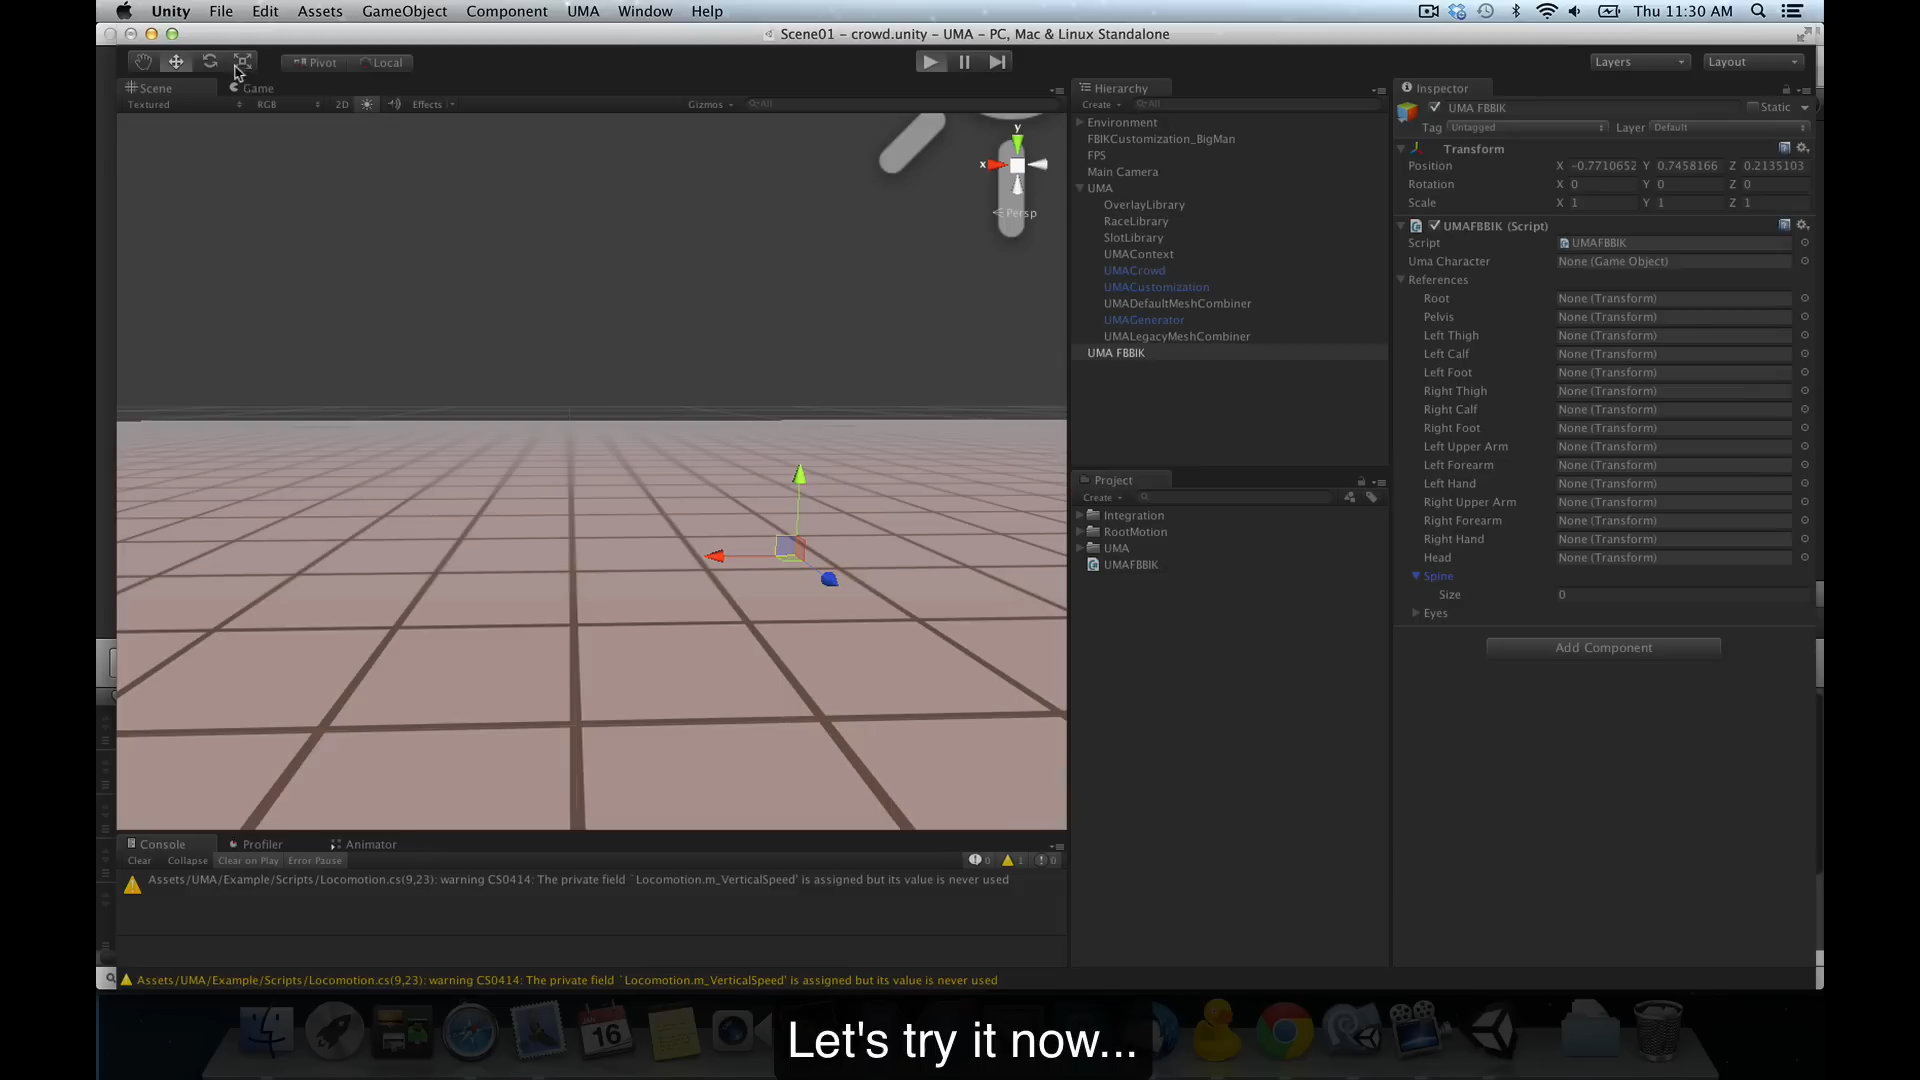 Unity File Edit Assets GameObject Component UMA Window Help Thu 11:30 AM
Scene01 – crowd.unity – UMA – PC, Mac & Linux Standalone
Pivot Local Layers Layout
Scene Game
Textured RGB 2D Effects Gizmos All
y
x
Persp
Hierarchy
Create All
Environment
FBIKCustomization_BigMan
FPS
Main Camera
UMA
OverlayLibrary
RaceLibrary
SlotLibrary
UMAContext
UMACrowd
UMACustomization
UMADefaultMeshCombiner
UMAGenerator
UMALegacyMeshCombiner
UMA FBBIK
Project
Create
Integration
RootMotion
UMA
UMAFBBIK
Inspector
UMA FBBIK Static
Tag Untagged Layer Default
Transform
Position X -0.7710652 Y 0.7458166 Z 0.2135103
Rotation X 0 Y 0 Z 0
Scale X 1 Y 1 Z 1
UMAFBBIK (Script)
Script UMAFBBIK
Uma Character None (Game Object)
References
Root None (Transform)
Pelvis None (Transform)
Left Thigh None (Transform)
Left Calf None (Transform)
Left Foot None (Transform)
Right Thigh None (Transform)
Right Calf None (Transform)
Right Foot None (Transform)
Left Upper Arm None (Transform)
Left Forearm None (Transform)
Left Hand None (Transform)
Right Upper Arm None (Transform)
Right Forearm None (Transform)
Right Hand None (Transform)
Head None (Transform)
Spine
Size 0
Eyes
Add Component
Console Profiler Animator
Clear Collapse Clear on Play Error Pause 0 1 0
Assets/UMA/Example/Scripts/Locomotion.cs(9,23): warning CS0414: The private field `Locomotion.m_VerticalSpeed' is assigned but its value is never used
Assets/UMA/Example/Scripts/Locomotion.cs(9,23): warning CS0414: The private field `Locomotion.m_VerticalSpeed' is assigned but its value is never used
16
Let's try it now...